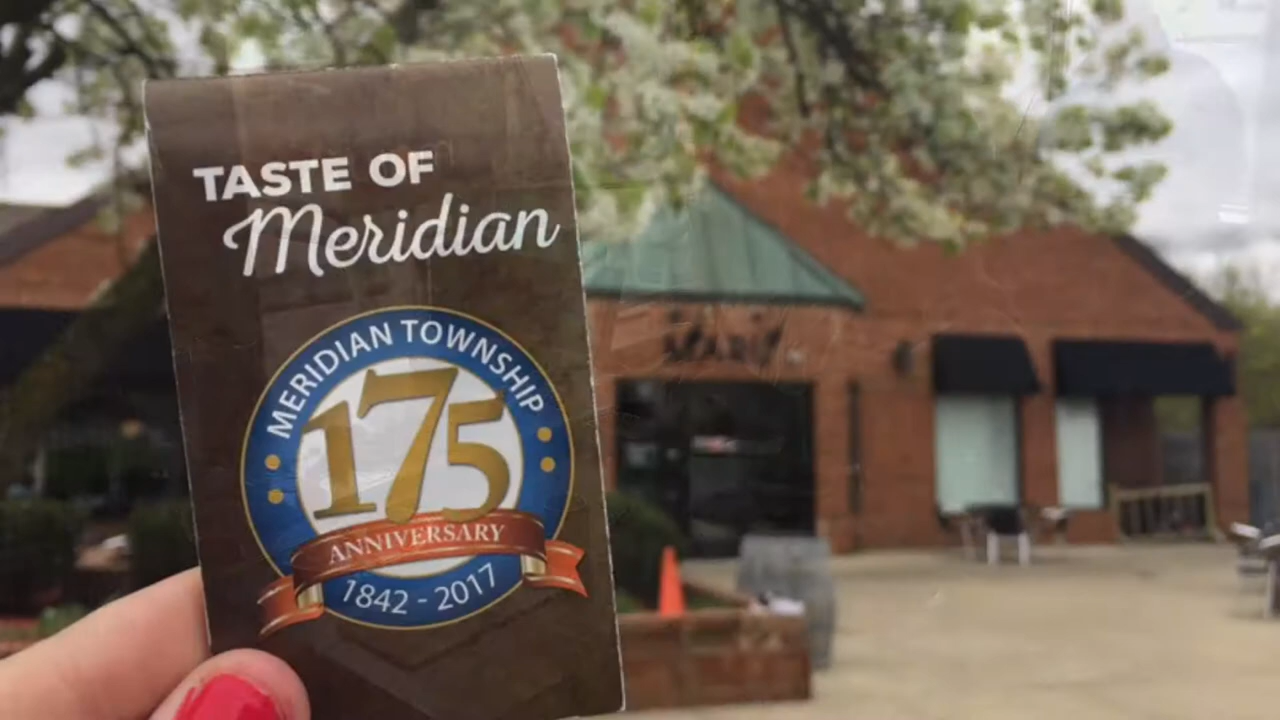 TASTE OF
Meridian
MERIDIAN TOWNSHIP
175
ANNIVERSARY
1842 - 2017